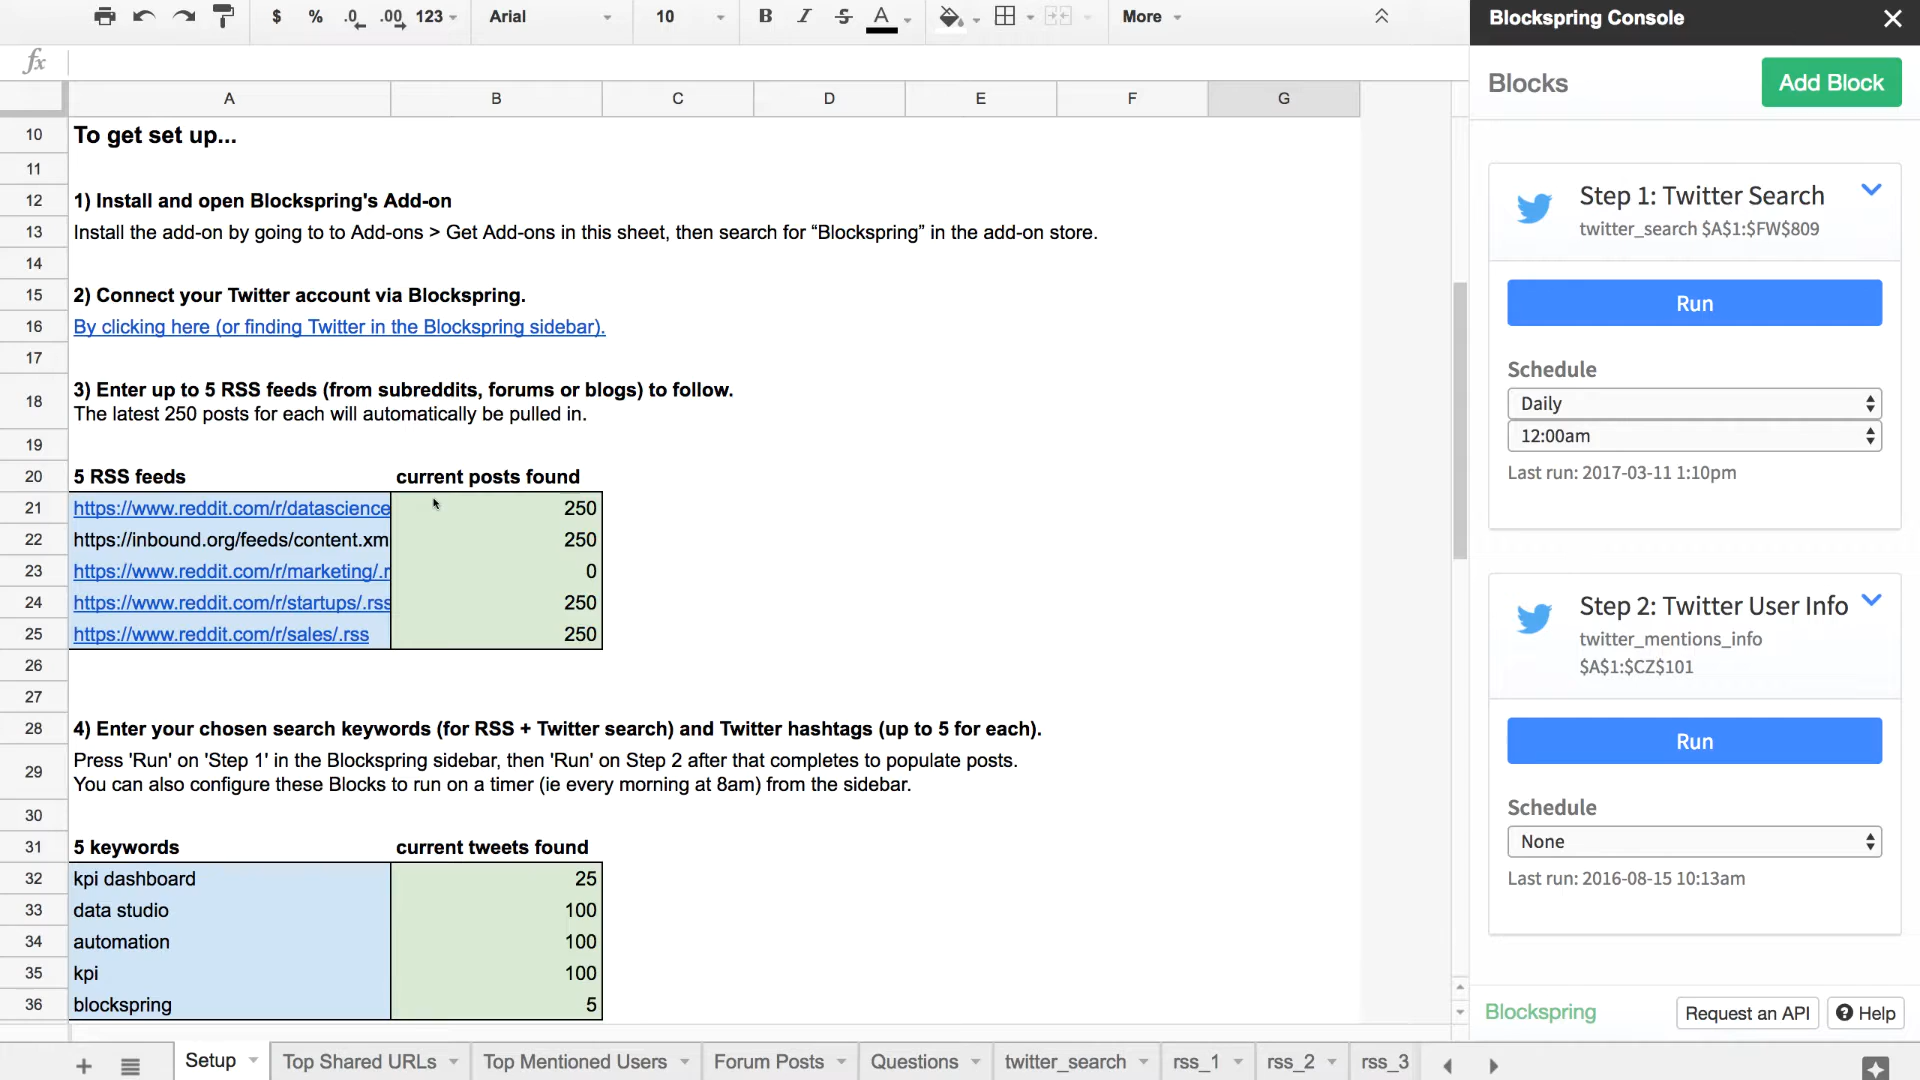 $ % .0 .00 123 Arial 10 B I S A More
Blockspring Console
fx
Blocks
Add Block
A B C D E F G
10 To get set up...
11
12 1) Install and open Blockspring's Add-on
13 Install the add-on by going to to Add-ons > Get Add-ons in this sheet, then search for “Blockspring” in the add-on store.
14
15 2) Connect your Twitter account via Blockspring.
16 By clicking here (or finding Twitter in the Blockspring sidebar).
17
18 3) Enter up to 5 RSS feeds (from subreddits, forums or blogs) to follow.
The latest 250 posts for each will automatically be pulled in.
19
20 5 RSS feeds current posts found
21 https://www.reddit.com/r/datascience 250
22 https://inbound.org/feeds/content.xm 250
23 https://www.reddit.com/r/marketing/.r 0
24 https://www.reddit.com/r/startups/.rss 250
25 https://www.reddit.com/r/sales/.rss 250
26
27
28 4) Enter your chosen search keywords (for RSS + Twitter search) and Twitter hashtags (up to 5 for each).
29 Press 'Run' on 'Step 1' in the Blockspring sidebar, then 'Run' on Step 2 after that completes to populate posts.
You can also configure these Blocks to run on a timer (ie every morning at 8am) from the sidebar.
30
31 5 keywords current tweets found
32 kpi dashboard 25
33 data studio 100
34 automation 100
35 kpi 100
36 blockspring 5
Step 1: Twitter Search
twitter_search $A$1:$FW$809
Run
Schedule
Daily
12:00am
Last run: 2017-03-11 1:10pm
Step 2: Twitter User Info
twitter_mentions_info
$A$1:$CZ$101
Run
Schedule
None
Last run: 2016-08-15 10:13am
Blockspring
Request an API
? Help
+ Setup Top Shared URLs Top Mentioned Users Forum Posts Questions twitter_search rss_1 rss_2 rss_3